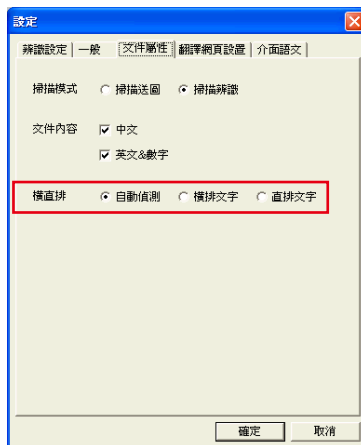 設定
辨識設定 一般 文件屬性 翻譯網頁設置 介面語文
掃描模式 掃描送圖 掃描辨識
文件內容 中文
英文&數字
橫直排 自動偵測 橫排文字 直排文字
確定 取消